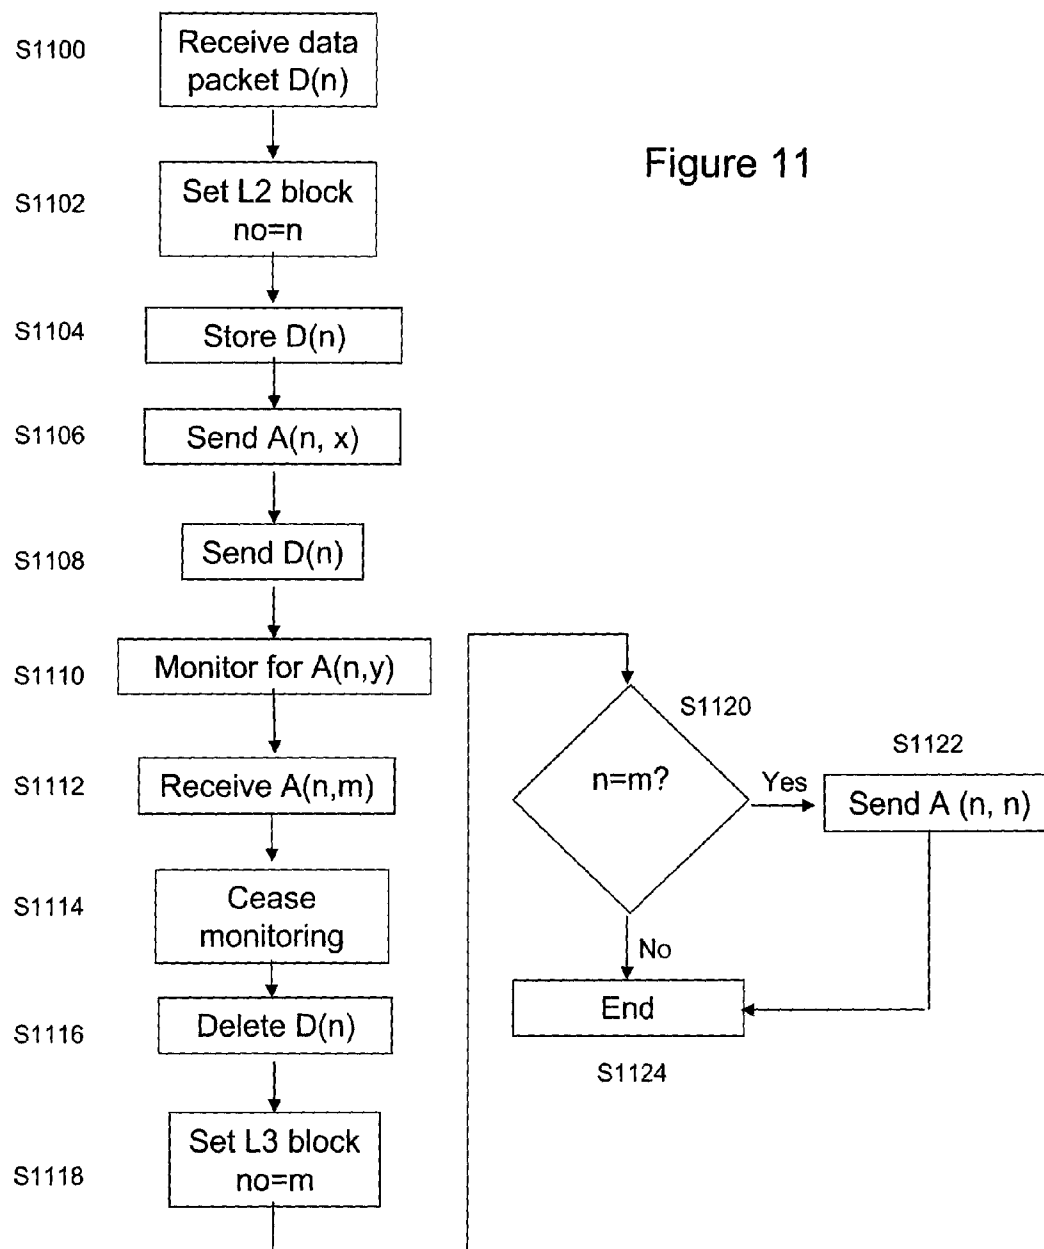 S1100
Receive data
packet D(n)
Figure 11
S1102
Set L2 block
no=n
S1104
Store D(n)
S1106
Send A(n, x)
S1108
Send D(n)
S1110
Monitor for A(n,y)
S1112
Receive A(n,m)
S1114
Cease
monitoring
S1116
Delete D(n)
S1118
Set L3 block
no=m
S1120
n=m?
Yes
S1122
Send A (n, n)
No
End
S1124